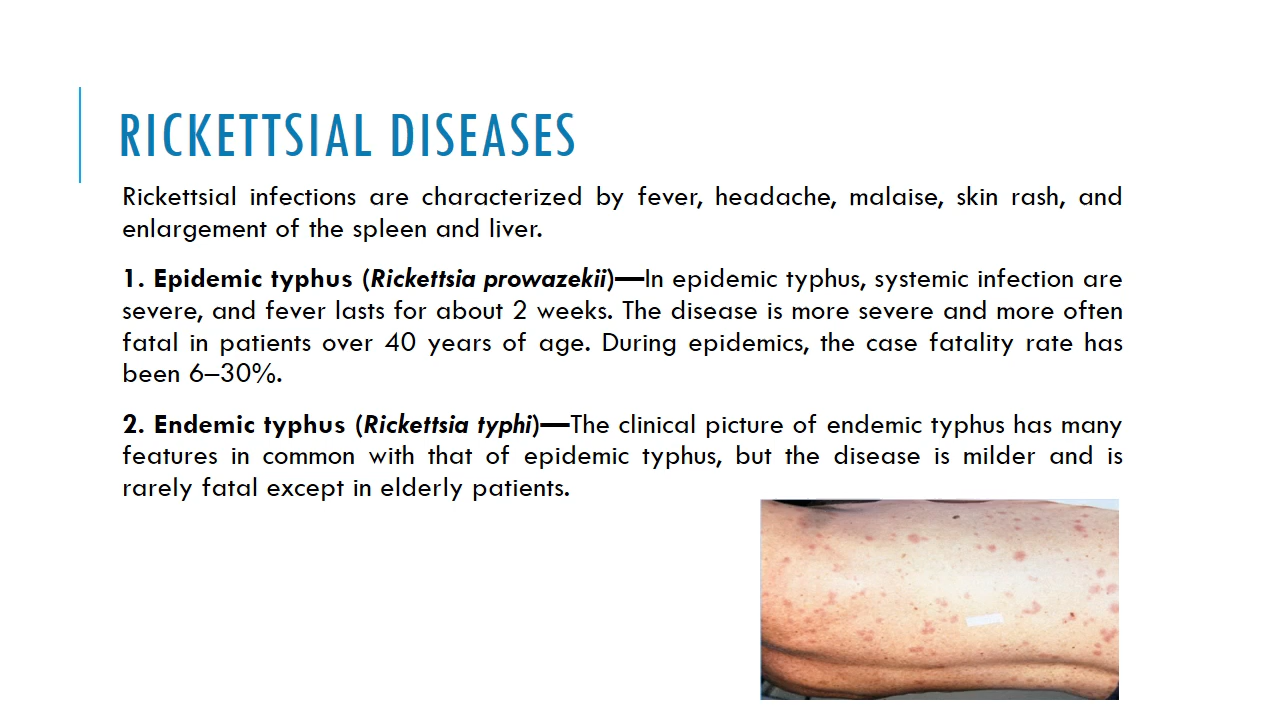 RICKETTSIAL DISEASES
Rickettsial infections are characterized by fever, headache, malaise, skin rash, and
enlargement of the spleen and liver.
1. Epidemic typhus (Rickettsia prowazekii)—In epidemic typhus, systemic infection are
severe, and fever lasts for about 2 weeks. The disease is more severe and more often
fatal in patients over 40 years of age. During epidemics, the case fatality rate has
been 6–30%.
2. Endemic typhus (Rickettsia typhi)—The clinical picture of endemic typhus has many
features in common with that of epidemic typhus, but the disease is milder and is
rarely fatal except in elderly patients.